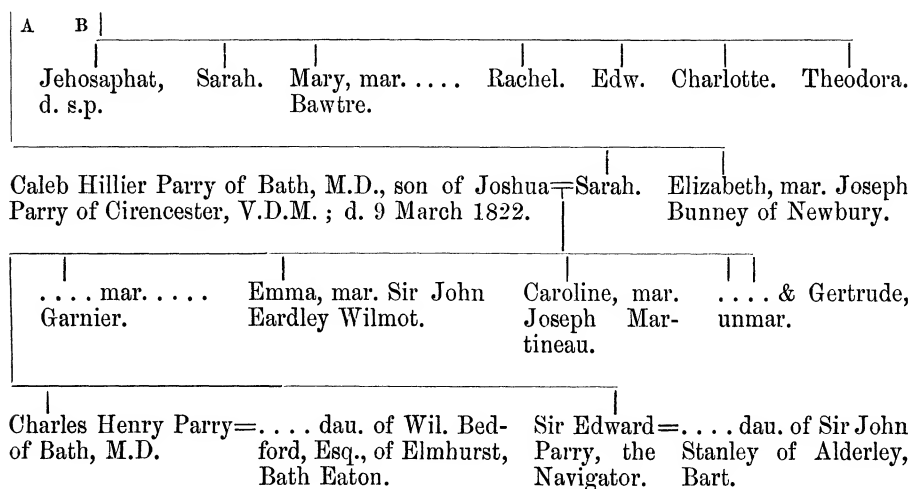 A B
Jehosaphat, Sarah. Mary, mar. . . . . . Rachel. Edw. Charlotte. Theodora.
d. s.p. Bawtre.
Caleb Hillier Parry of Bath, M.D., son of Joshua=Sarah. Elizabeth, mar. Joseph
Parry of Cirencester, V.D.M. ; d. 9 March 1822. Bunney of Newbury.
. . . . mar. . . . . Emma, mar. Sir John Caroline, mar. . . . . & Gertrude,
Garnier. Eardley Wilmot. Joseph Mar- unmar.
tineau.
Charles Henry Parry=. . . . dau. of Wil. Bed- Sir Edward=. . . . dau. of Sir John
of Bath, M.D. ford, Esq., of Elmhurst, Parry, the Stanley of Alderley,
Bath Eaton. Navigator. Bart.